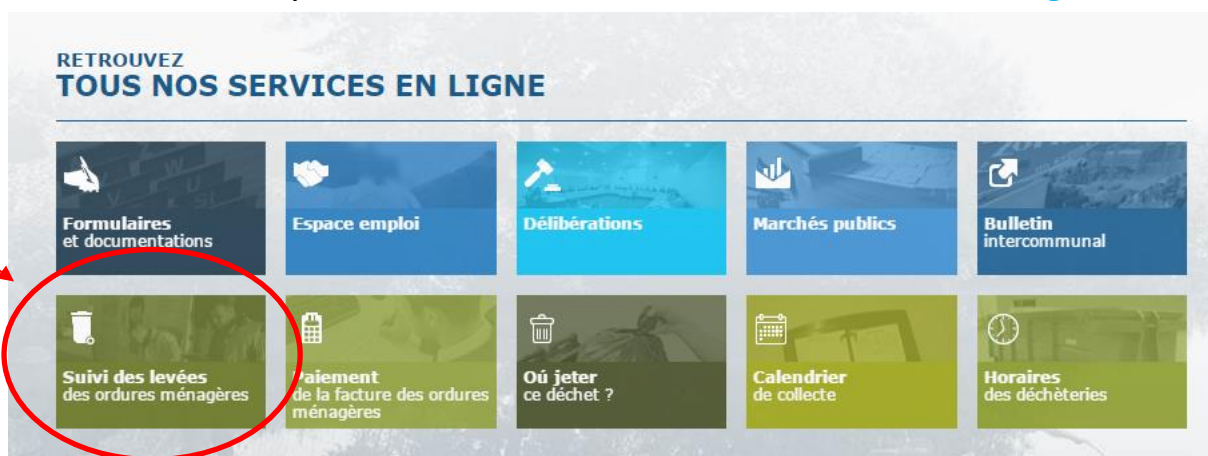 RETROUVEZ
TOUS NOS SERVICES EN LIGNE
Formulaires
et documentations
Espace emploi
Délibérations
Marchés publics
Bulletin
intercommunal
Suivi des levées
des ordures ménagères
Paiement
de la facture des ordures
ménagères
Oú jeter
ce déchet ?
Calendrier
de collecte
Horaires
des déchèteries